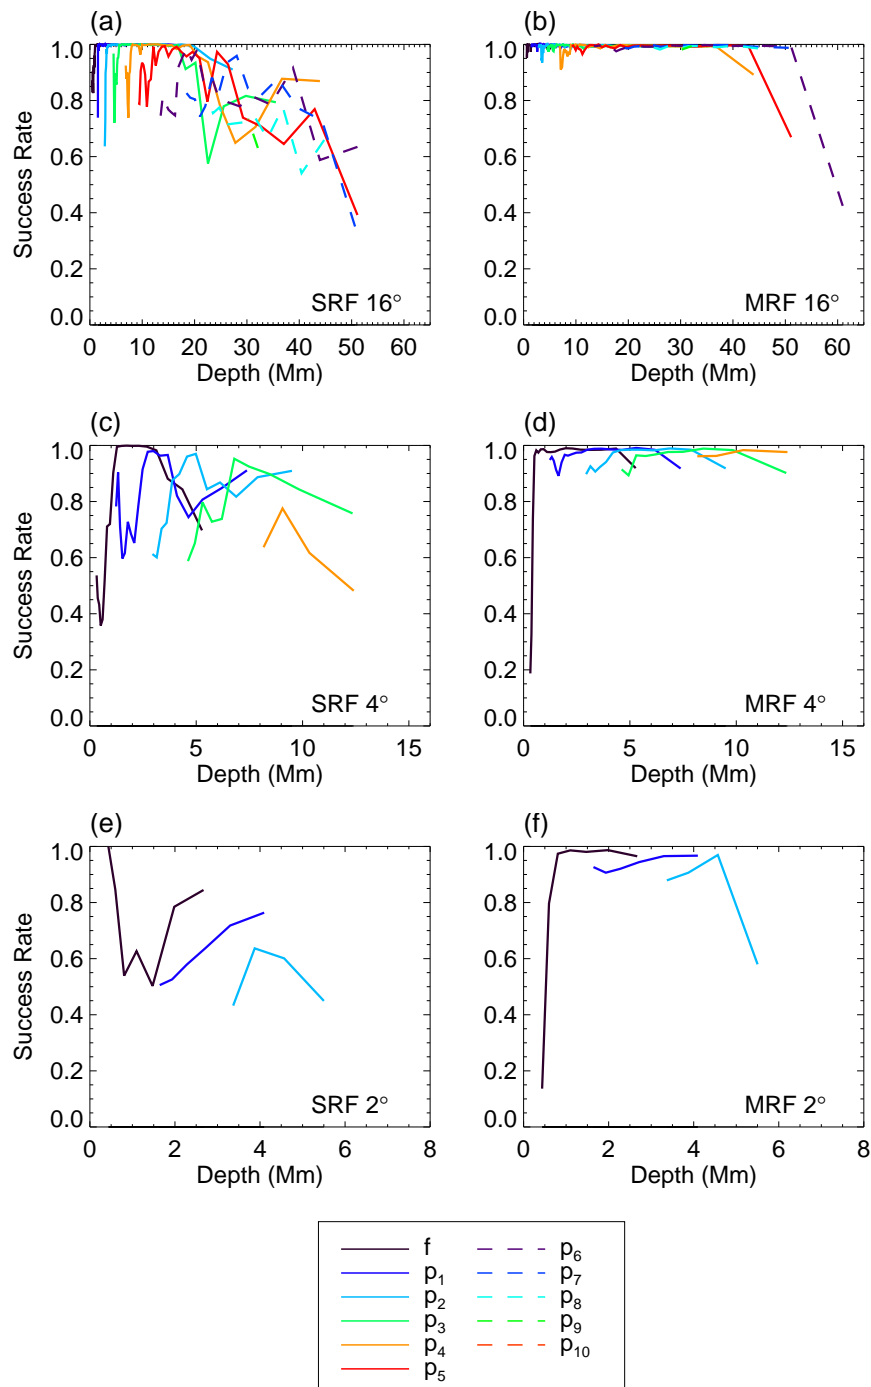 (a)
1.0
0.8
0.6
0.4
0.2
0.0
Success Rate
SRF 16°
0 10 20 30 40 50 60
Depth (Mm)
(b)
1.0
0.8
0.6
0.4
0.2
0.0
MRF 16°
0 10 20 30 40 50 60
Depth (Mm)
(c)
1.0
0.8
0.6
0.4
0.2
0.0
Success Rate
SRF 4°
0 5 10 15
Depth (Mm)
(d)
1.0
0.8
0.6
0.4
0.2
0.0
MRF 4°
0 5 10 15
Depth (Mm)
(e)
1.0
0.8
0.6
0.4
0.2
0.0
Success Rate
SRF 2°
0 2 4 6 8
Depth (Mm)
(f)
1.0
0.8
0.6
0.4
0.2
0.0
MRF 2°
0 2 4 6 8
Depth (Mm)
f
p₁
p₂
p₃
p₄
p₅
p₆
p₇
p₈
p₉
p₁₀